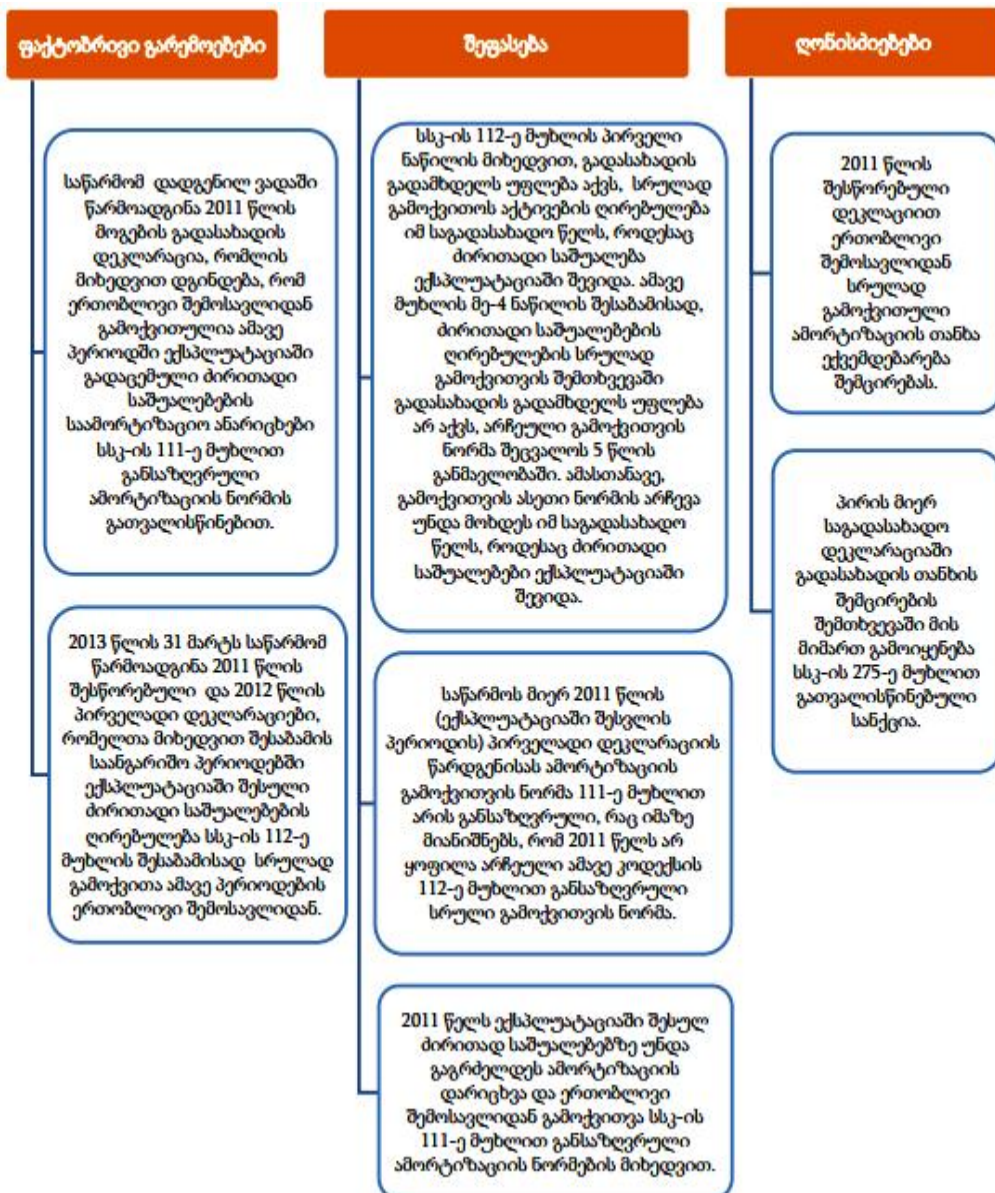 ფაქტობრივი გარემოებები
საწარმომ დადგენილ ვადაში
წარმოადგინა 2011 წლის
მოგების გადასახადის
დეკლარაცია, რომლის
მიხედვით დგინდება, რომ
ერთობლივი შემოსავლიდან
გამოქვითულია ამავე
პერიოდში ექსპლუატაციაში
გადაცემული ძირითადი
საშუალებების
საამორტიზაციო ანარიცხები
სსკ-ის 111-ე მუხლით
განსაზღვრული
ამორტიზაციის ნორმის
გათვალისწინებით.
2013 წლის 31 მარტს საწარმომ
წარმოადგინა 2011 წლის
შესწორებული და 2012 წლის
პირველადი დეკლარაციები,
რომელთა მიხედვით შესაბამის
საანგარიშო პერიოდებში
ექსპლუატაციაში შესული
ძირითადი საშუალებების
ღირებულება სსკ-ის 112-ე
მუხლის შესაბამისად სრულად
გამოქვითა ამავე პერიოდების
ერთობლივი შემოსავლიდან.
შეფასება
სსკ-ის 112-ე მუხლის პირველი
ნაწილის მიხედვით, გადასახადის
გადამხდელს უფლება აქვს, სრულად
გამოქვითოს აქტივების ღირებულება
იმ საგადასახადო წელს, როდესაც
ძირითადი საშუალება
ექსპლუატაციაში შევიდა. ამავე
მუხლის მე-4 ნაწილის შესაბამისად,
ძირითადი საშუალებების
ღირებულების სრულად
გამოქვითვის შემთხვევაში
გადასახადის გადამხდელს უფლება
არ აქვს, არჩეული გამოქვითვის
ნორმა შეცვალოს 5 წლის
განმავლობაში. ამასთანავე,
გამოქვითვის ასეთი ნორმის არჩევა
უნდა მოხდეს იმ საგადასახადო
წელს, როდესაც ძირითადი
საშუალებები ექსპლუატაციაში
შევიდა.
საწარმოს მიერ 2011 წლის
(ექსპლუატაციაში შესვლის
პერიოდის) პირველადი დეკლარაციის
წარდგენისას ამორტიზაციის
გამოქვითვის ნორმა 111-ე მუხლით
არის განსაზღვრული, რაც იმაზე
მიანიშნებს, რომ 2011 წელს არ
ყოფილა არჩეული ამავე კოდექსის
112-ე მუხლით განსაზღვრული
სრული გამოქვითვის ნორმა.
2011 წელს ექსპლუატაციაში შესულ
ძირითად საშუალებებზე უნდა
გაგრძელდეს ამორტიზაციის
დარიცხვა და ერთობლივი
შემოსავლიდან გამოქვითვა სსკ-ის
111-ე მუხლით განსაზღვრული
ამორტიზაციის ნორმების მიხედვით.
ღონისძიებები
2011 წლის
შესწორებული
დეკლაციით
ერთობლივი
შემოსავლიდან
სრულად
გამოქვითული
ამორტიზაციის თანხა
ექვემდებარება
შემცირებას.
პირის მიერ
საგადასახადო
დეკლარაციაში
გადასახადის თანხის
შემცირების
შემთხვევაში მის
მიმართ გამოიყენება
სსკ-ის 275-ე მუხლით
გათვალისწინებული
სანქცია.